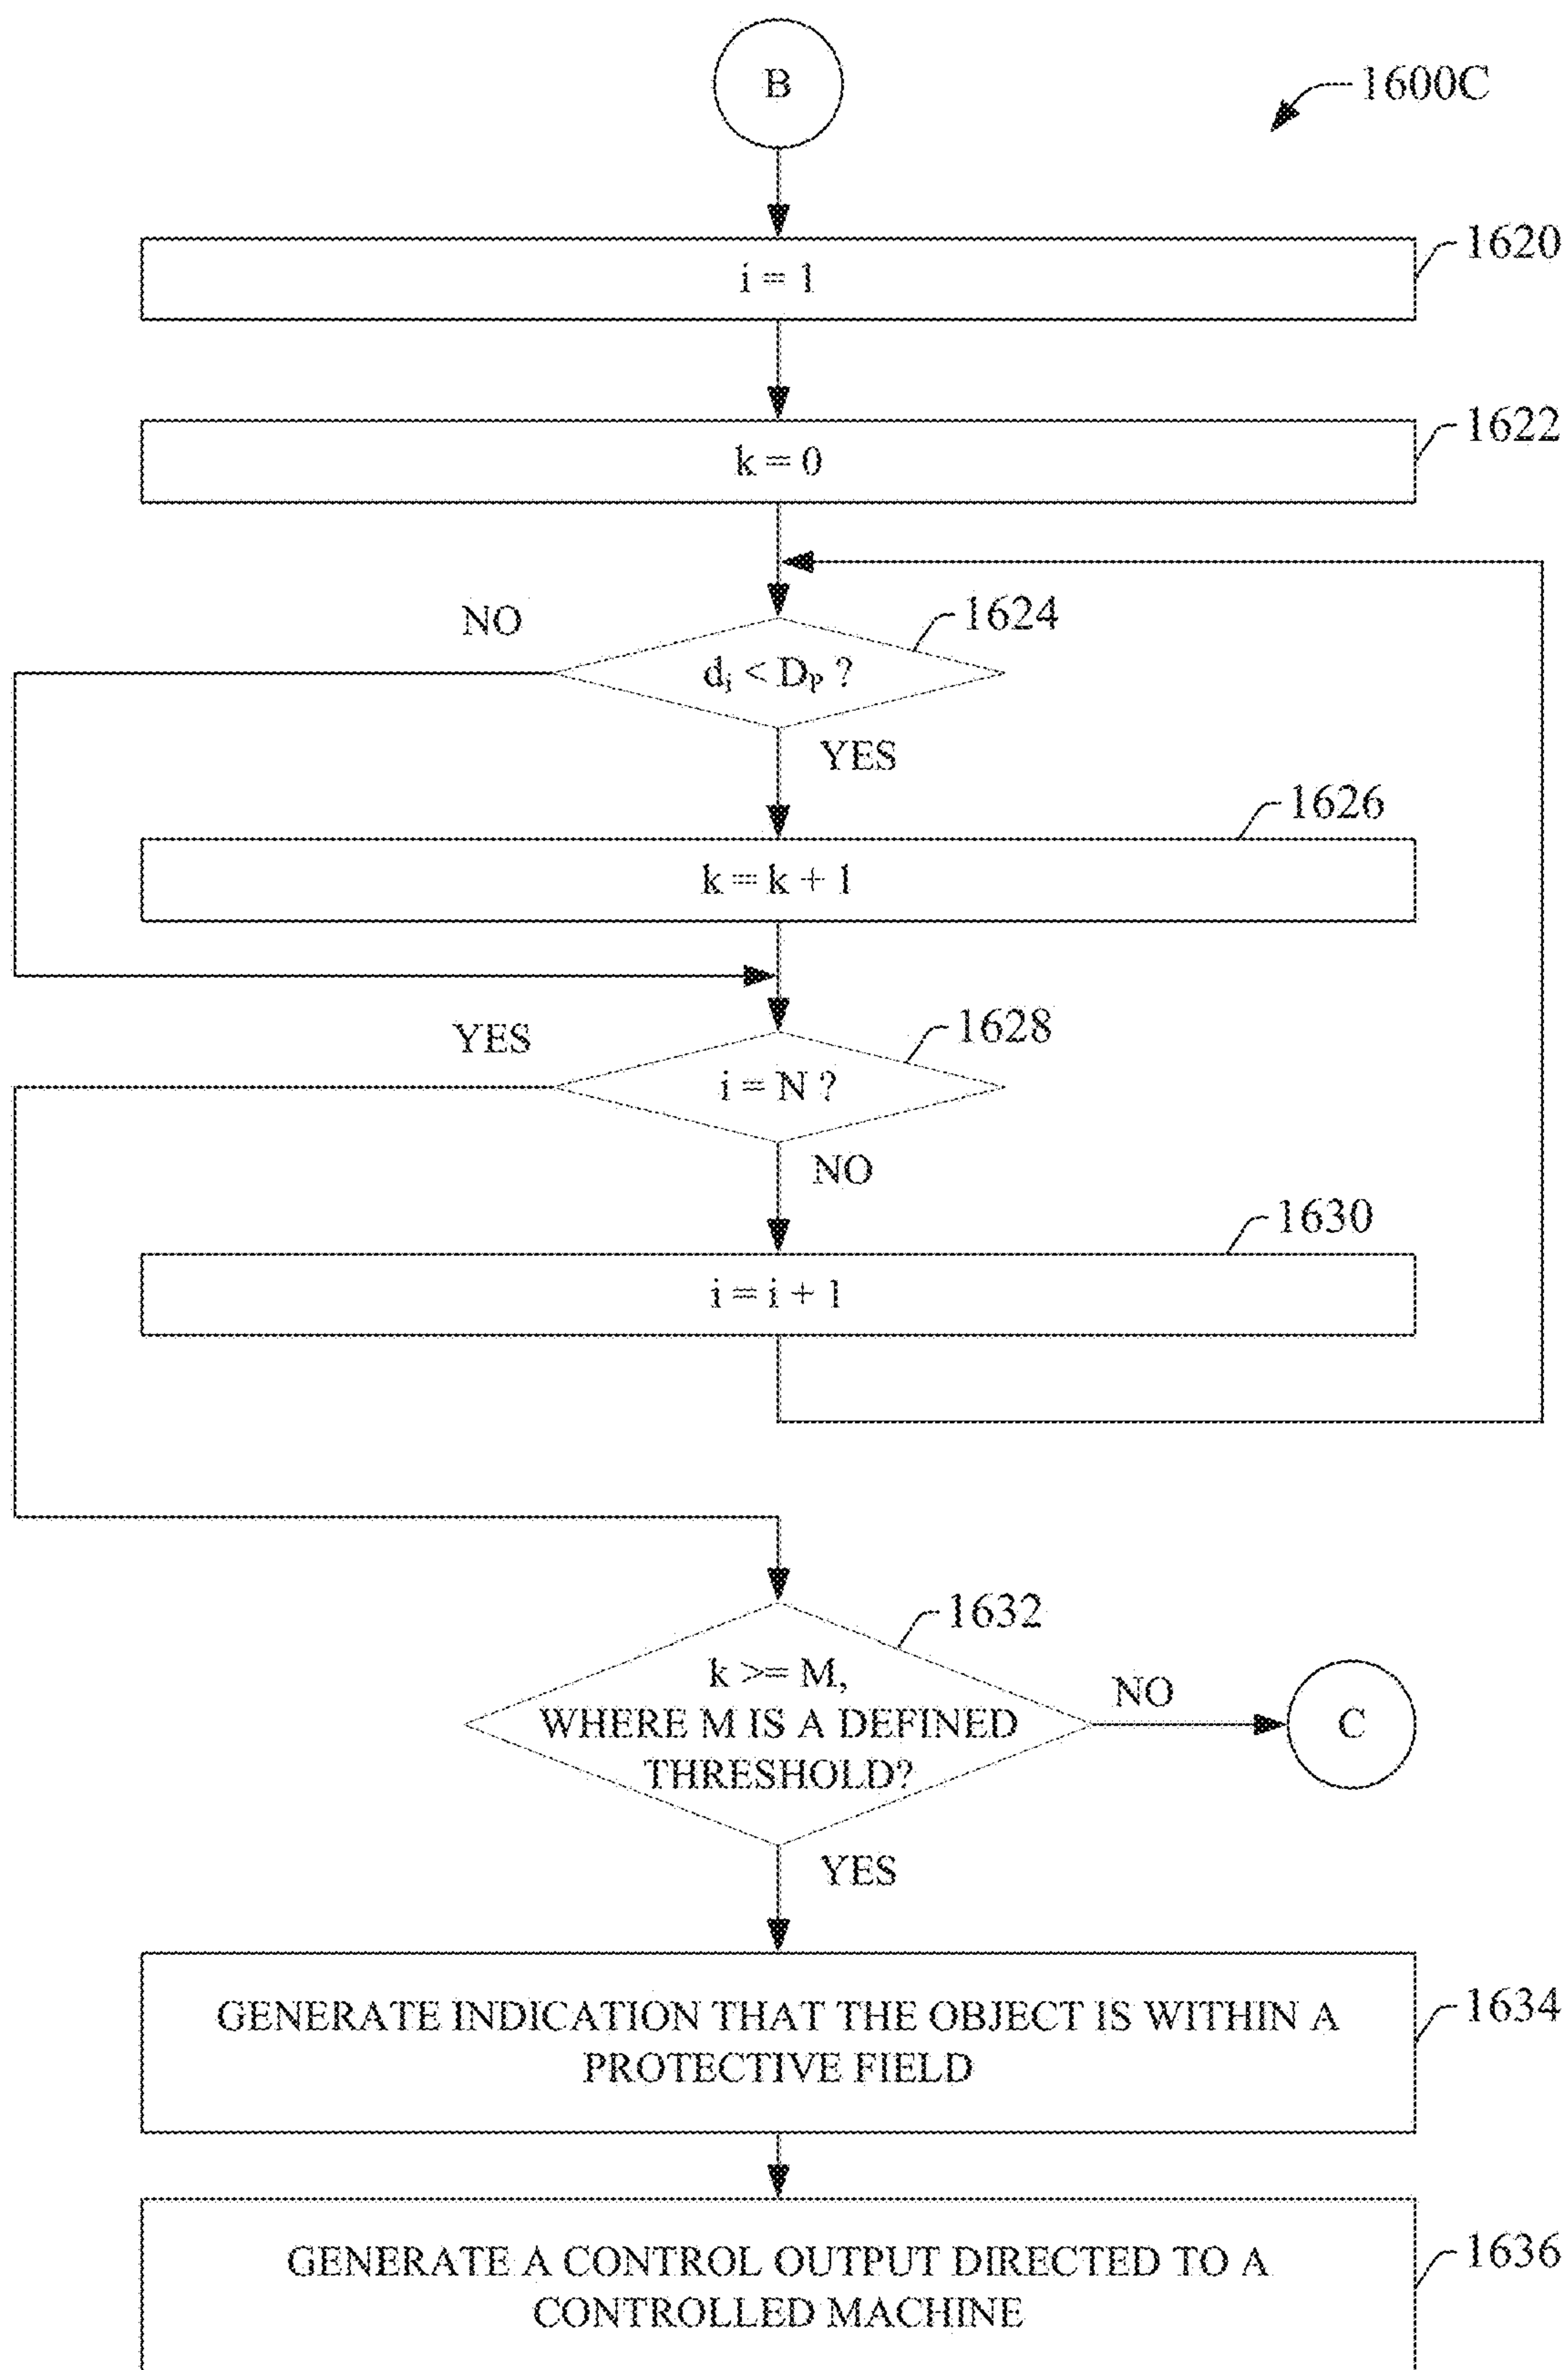 B
1600C
1620
i = 1
1622
k = 0
NO
1624
dᵢ < Dₚ ?
YES
1626
k = k + 1
YES
1628
i = N ?
NO
1630
i = i + 1
1632
k >= M,
WHERE M IS A DEFINED
THRESHOLD?
NO
C
YES
1634
GENERATE INDICATION THAT THE OBJECT IS WITHIN A
PROTECTIVE FIELD
1636
GENERATE A CONTROL OUTPUT DIRECTED TO A
CONTROLLED MACHINE